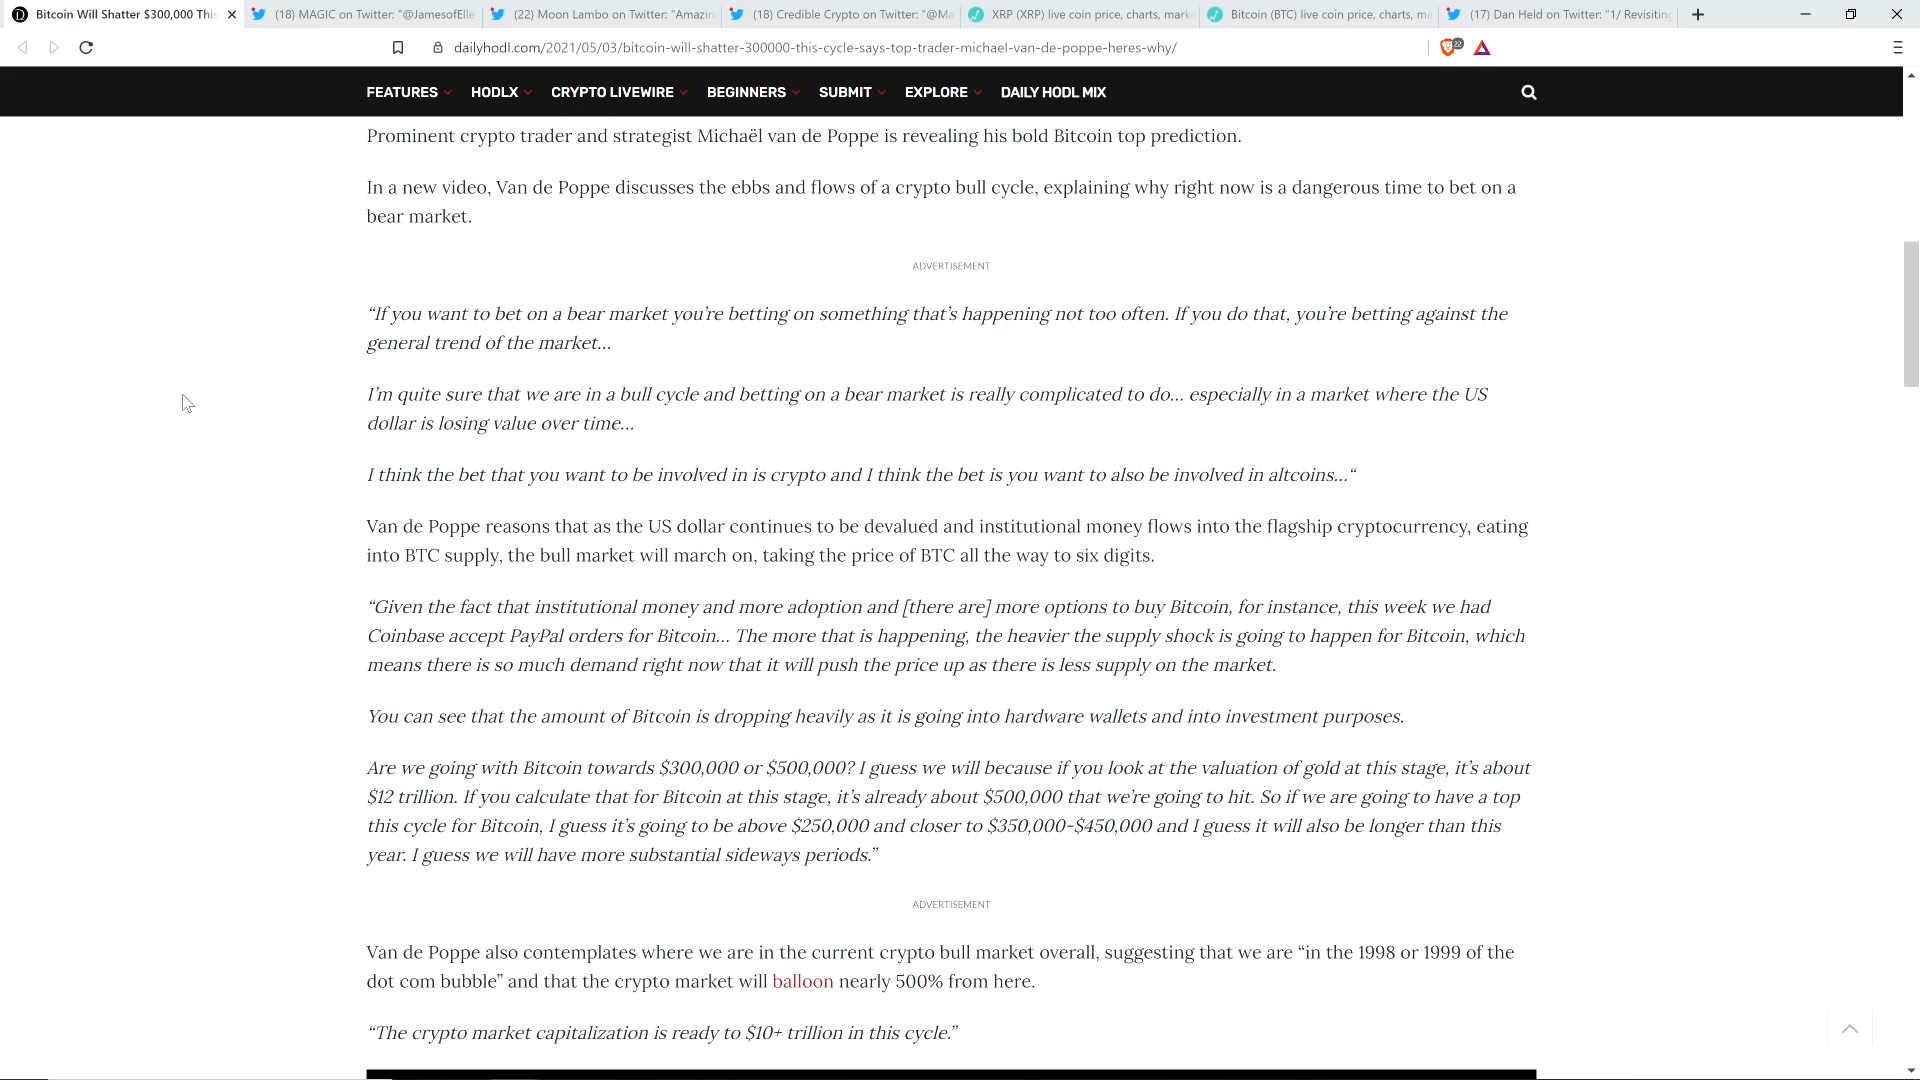 Bitcoin Will Shatter $300,000 This
(18) MAGIC on Twitter: "@JamesofElle
(22) Moon Lambo on Twitter: "Amazin
(18) Credible Crypto on Twitter: "@Ma
XRP (XRP) live coin price, charts, mark
Bitcoin (BTC) live coin price, charts, ma
(17) Dan Held on Twitter: "1/ Revisiting
dailyhodl.com/2021/05/03/bitcoin-will-shatter-300000-this-cycle-says-top-trader-michael-van-de-poppe-heres-why/
22
FEATURES HODLX CRYPTO LIVEWIRE BEGINNERS SUBMIT EXPLORE DAILY HODL MIX
Prominent crypto trader and strategist Michaël van de Poppe is revealing his bold Bitcoin top prediction.
In a new video, Van de Poppe discusses the ebbs and flows of a crypto bull cycle, explaining why right now is a dangerous time to bet on a
bear market.
ADVERTISEMENT
“If you want to bet on a bear market you’re betting on something that’s happening not too often. If you do that, you’re betting against the
general trend of the market…
I’m quite sure that we are in a bull cycle and betting on a bear market is really complicated to do… especially in a market where the US
dollar is losing value over time…
I think the bet that you want to be involved in is crypto and I think the bet is you want to also be involved in altcoins…“
Van de Poppe reasons that as the US dollar continues to be devalued and institutional money flows into the flagship cryptocurrency, eating
into BTC supply, the bull market will march on, taking the price of BTC all the way to six digits.
“Given the fact that institutional money and more adoption and [there are] more options to buy Bitcoin, for instance, this week we had
Coinbase accept PayPal orders for Bitcoin… The more that is happening, the heavier the supply shock is going to happen for Bitcoin, which
means there is so much demand right now that it will push the price up as there is less supply on the market.
You can see that the amount of Bitcoin is dropping heavily as it is going into hardware wallets and into investment purposes.
Are we going with Bitcoin towards $300,000 or $500,000? I guess we will because if you look at the valuation of gold at this stage, it’s about
$12 trillion. If you calculate that for Bitcoin at this stage, it’s already about $500,000 that we’re going to hit. So if we are going to have a top
this cycle for Bitcoin, I guess it’s going to be above $250,000 and closer to $350,000-$450,000 and I guess it will also be longer than this
year. I guess we will have more substantial sideways periods.”
ADVERTISEMENT
Van de Poppe also contemplates where we are in the current crypto bull market overall, suggesting that we are “in the 1998 or 1999 of the
dot com bubble” and that the crypto market will balloon nearly 500% from here.
“The crypto market capitalization is ready to $10+ trillion in this cycle.”